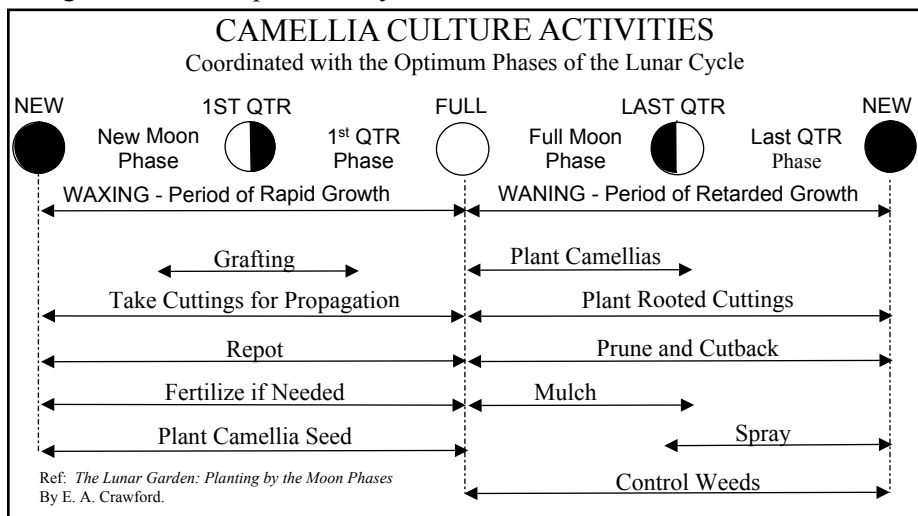 CAMELLIA CULTURE ACTIVITIES
Coordinated with the Optimum Phases of the Lunar Cycle
NEW 1ST QTR FULL LAST QTR NEW
New Moon Phase
1st QTR Phase
Full Moon Phase
Last QTR Phase
WAXING - Period of Rapid Growth WANING - Period of Retarded Growth
Grafting Plant Camellias
Take Cuttings for Propagation Plant Rooted Cuttings
Repot Prune and Cutback
Fertilize if Needed Mulch
Plant Camellia Seed Spray
Control Weeds
Ref: The Lunar Garden: Planting by the Moon Phases
By E. A. Crawford.